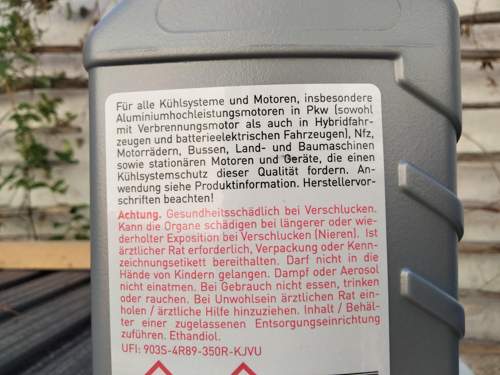 Für alle Kühlsysteme und Motoren, insbesondere
Aluminiumhochleistungsmotoren in Pkw (sowohl
mit Verbrennungsmotor als auch in Hybridfahr-
zeugen und batterieelektrischen Fahrzeugen), Nfz,
Motorrädern, Bussen, Land- und Baumaschinen
sowie stationären Motoren und Geräte, die einen
Kühlsystemschutz dieser Qualität fordern. An-
wendung siehe Produktinformation. Herstellervor-
schriften beachten!
Achtung. Gesundheitsschädlich bei Verschlucken.
Kann die Organe schädigen bei längerer oder wie-
derholter Exposition bei Verschlucken (Nieren). Ist
ärztlicher Rat erforderlich, Verpackung oder Kenn-
zeichnungsetikett bereithalten. Darf nicht in die
Hände von Kindern gelangen. Dampf oder Aerosol
nicht einatmen. Bei Gebrauch nicht essen, trinken
oder rauchen. Bei Unwohlsein ärztlichen Rat ein-
holen / ärztliche Hilfe hinzuziehen. Inhalt / Behäl-
ter einer zugelassenen Entsorgungseinrichtung
zuführen. Ethandiol.
UFI: 903S-4R89-350R-KJVU